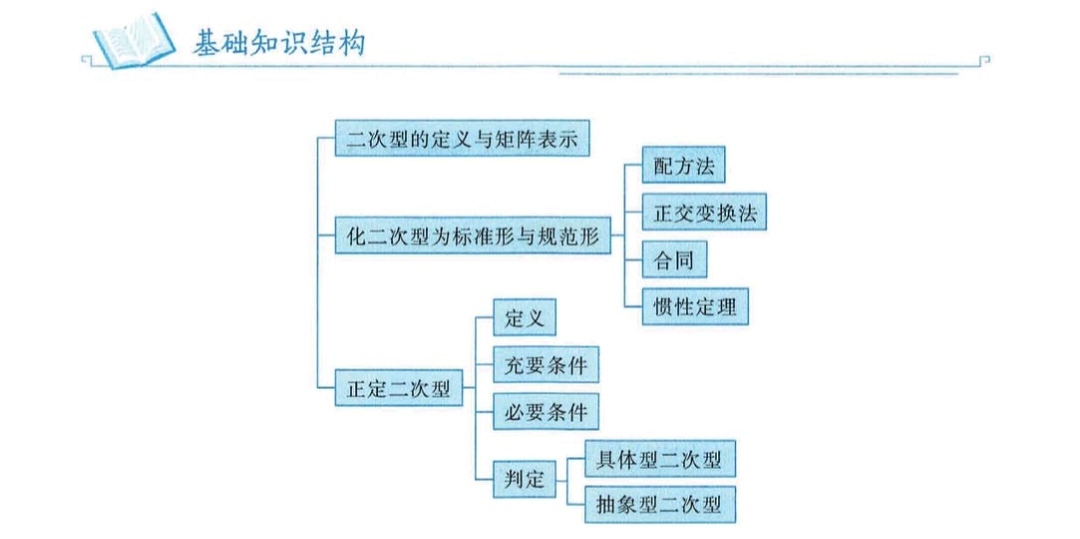 基础知识结构
二次型的定义与矩阵表示
化二次型为标准形与规范形
配方法
正交变换法
合同
惯性定理
正定二次型
定义
充要条件
必要条件
判定
具体型二次型
抽象型二次型